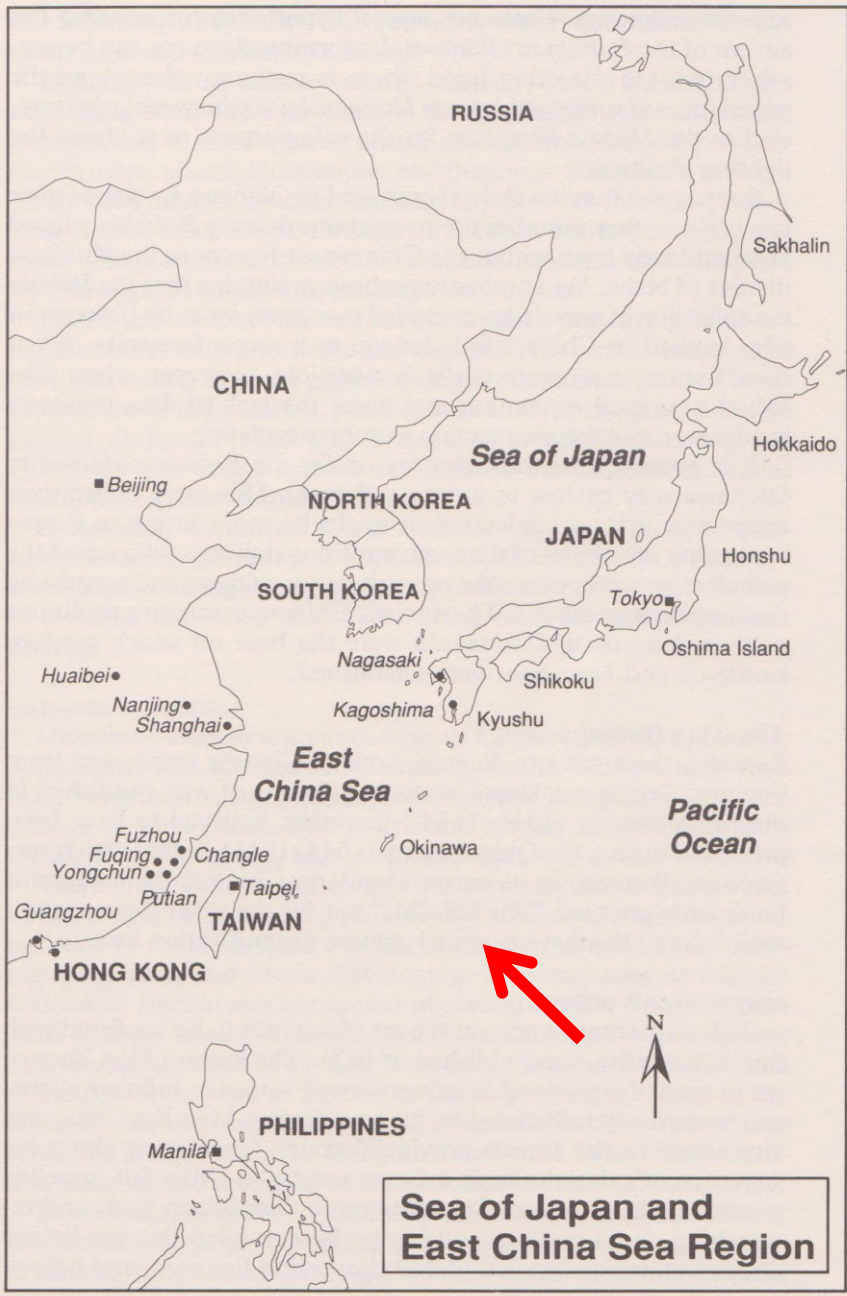 RUSSIA
Sakhalin
CHINA
Hokkaido
Sea of Japan
Beijing
NORTH KOREA
JAPAN
Honshu
SOUTH KOREA
Tokyo
Oshima Island
Nagasaki
Huaibei
Shikoku
Nanjing
Kagoshima
Kyushu
Shanghai
East
China Sea
Pacific
Ocean
Fuzhou
Okinawa
Fuqing
Changle
Yongchun
Taipei
Putian
Guangzhou
TAIWAN
HONG KONG
N
PHILIPPINES
Manila
Sea of Japan and
East China Sea Region